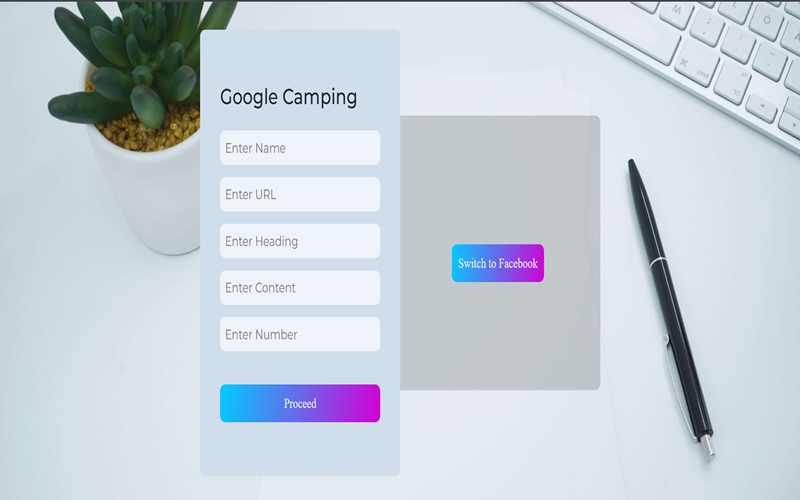 Google Camping
Enter Name
Enter URL
Enter Heading
Enter Content
Enter Number
Proceed
Switch to Facebook